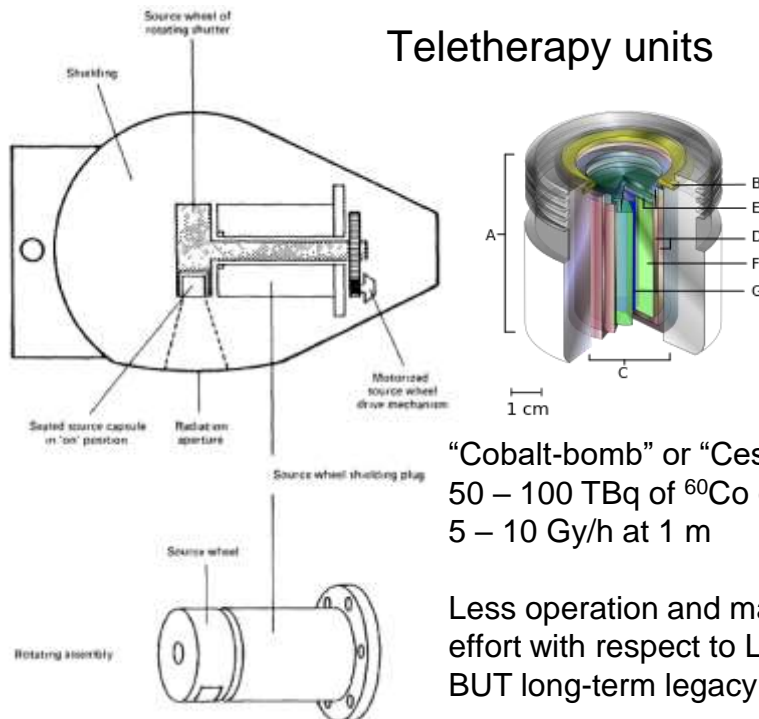 Teletherapy units
Source wheel of
rotating shutter
Shielding
Sealed source capsule
in 'on' position
Radiation
aperture
Motorized
source wheel
drive mechanism
Source wheel shielding plug
Source wheel
Rotating assembly
A
B
E
D
F
G
C
1 cm
“Cobalt-bomb” or
50 – 100 TBq of ⁶⁰Co
5 – 10 Gy/h at 1 m
Less operation and
effort with respect to
BUT long-term legacy